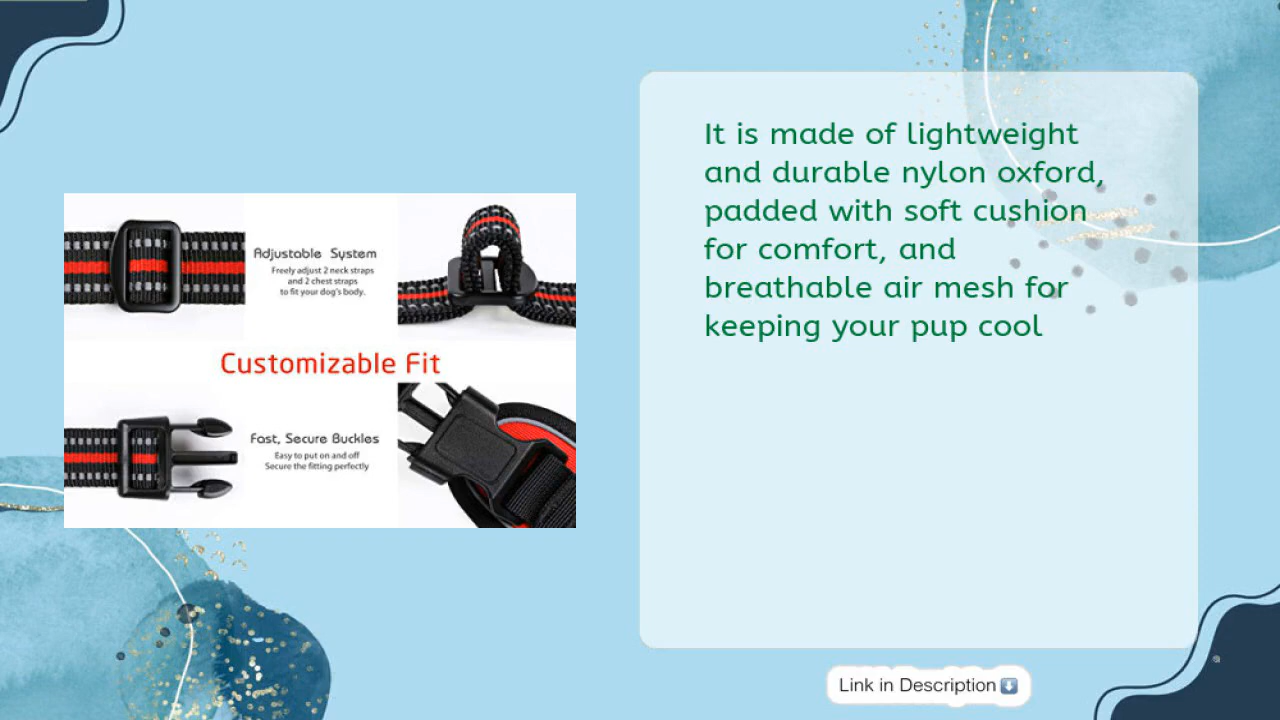 Adjustable System
Freely adjust 2 neck straps
and 2 chest straps
to fit your dog's body.
Customizable Fit
Fast, Secure Buckles
Easy to put on and off
Secure the fitting perfectly
It is made of lightweight
and durable nylon oxford,
padded with soft cushion
for comfort, and
breathable air mesh for
keeping your pup cool
Link in Description⬇️